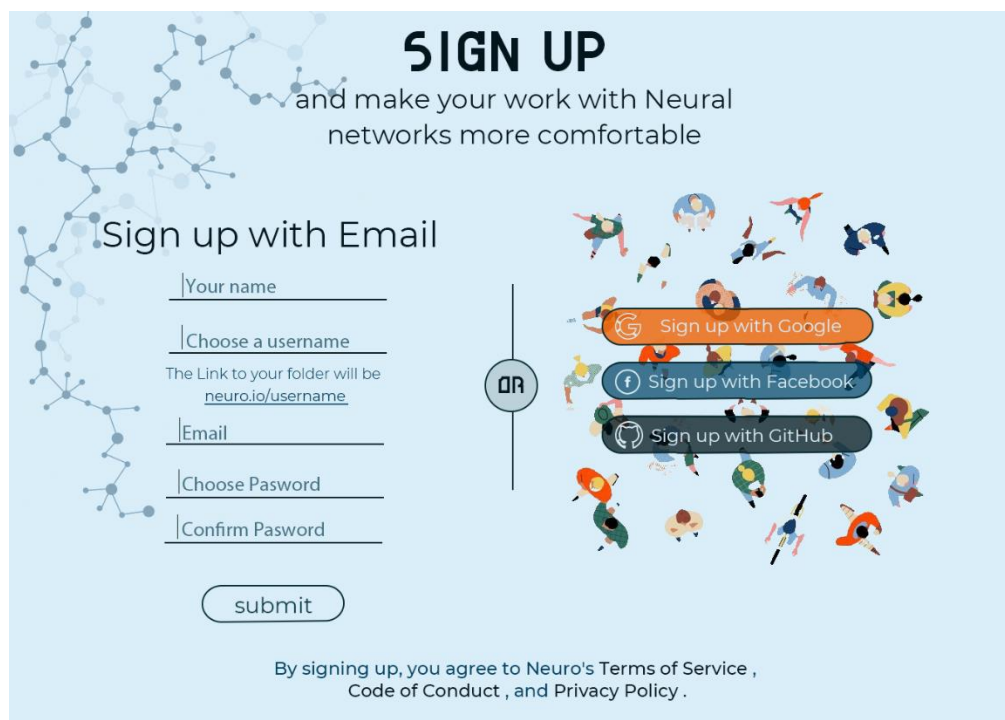 SIGN UP
and make your work with Neural
networks more comfortable
Sign up with Email
Your name
Choose a username
The Link to your folder will be
neuro.io/username
Email
Choose Pasword
Confirm Pasword
submit
OR
Sign up with Google
Sign up with Facebook
Sign up with GitHub
By signing up, you agree to Neuro's Terms of Service ,
Code of Conduct , and Privacy Policy .